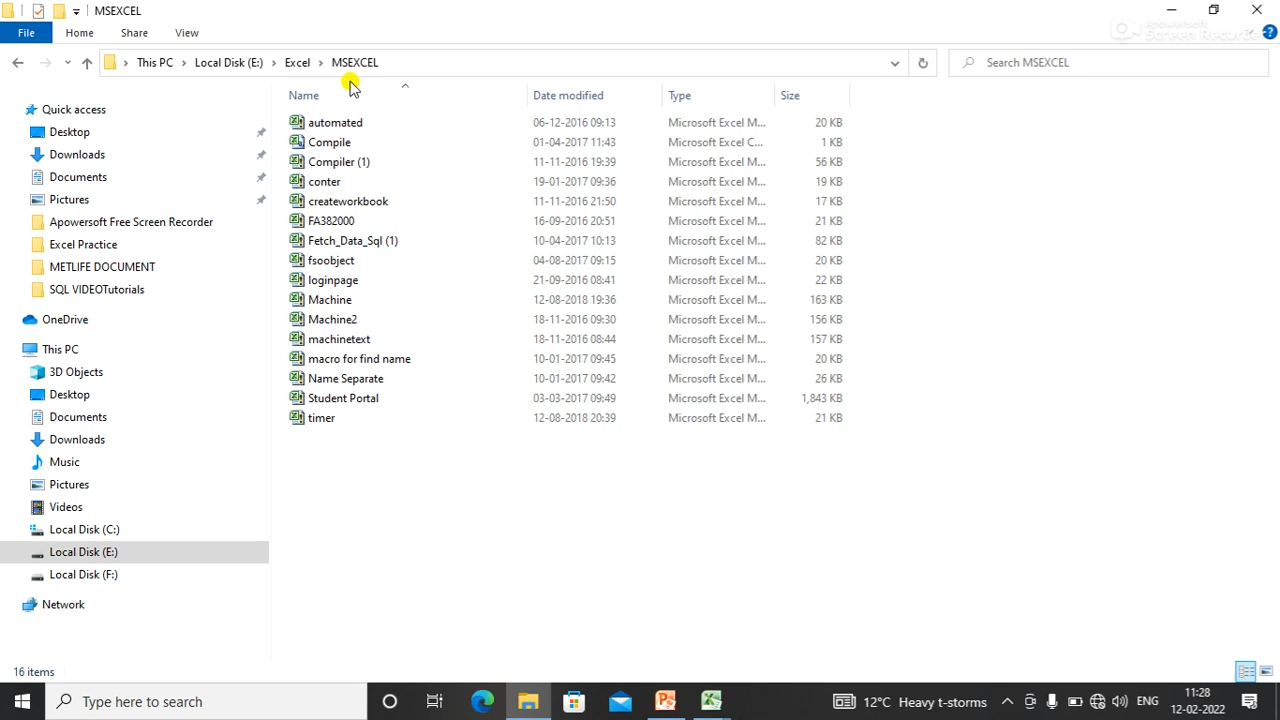 MSEXCEL
File Home Share View
Apowersoft
Screen Recorder
This PC Local Disk (E:) Excel MSEXCEL
Search MSEXCEL
Name Date modified Type Size
Quick access
Desktop
Downloads
Documents
Pictures
Apowersoft Free Screen Recorder
Excel Practice
METLIFE DOCUMENT
SQL VIDEOTutorials
OneDrive
This PC
3D Objects
Desktop
Documents
Downloads
Music
Pictures
Videos
Local Disk (C:)
Local Disk (E:)
Local Disk (F:)
Network
automated 06-12-2016 09:13 Microsoft Excel M... 20 KB
Compile 01-04-2017 11:43 Microsoft Excel C... 1 KB
Compiler (1) 11-11-2016 19:39 Microsoft Excel M... 56 KB
conter 19-01-2017 09:36 Microsoft Excel M... 19 KB
createworkbook 11-11-2016 21:50 Microsoft Excel M... 17 KB
FA382000 16-09-2016 20:51 Microsoft Excel M... 21 KB
Fetch_Data_Sql (1) 10-04-2017 10:13 Microsoft Excel M... 82 KB
fsoobject 04-08-2017 09:15 Microsoft Excel M... 20 KB
loginpage 21-09-2016 08:41 Microsoft Excel M... 22 KB
Machine 12-08-2018 19:36 Microsoft Excel M... 163 KB
Machine2 18-11-2016 09:30 Microsoft Excel M... 156 KB
machinetext 18-11-2016 08:44 Microsoft Excel M... 157 KB
macro for find name 10-01-2017 09:45 Microsoft Excel M... 20 KB
Name Separate 10-01-2017 09:42 Microsoft Excel M... 26 KB
Student Portal 03-03-2017 09:49 Microsoft Excel M... 1,843 KB
timer 12-08-2018 20:39 Microsoft Excel M... 21 KB
16 items
Type here to search
12°C Heavy t-storms
ENG
11:28
12-02-2022